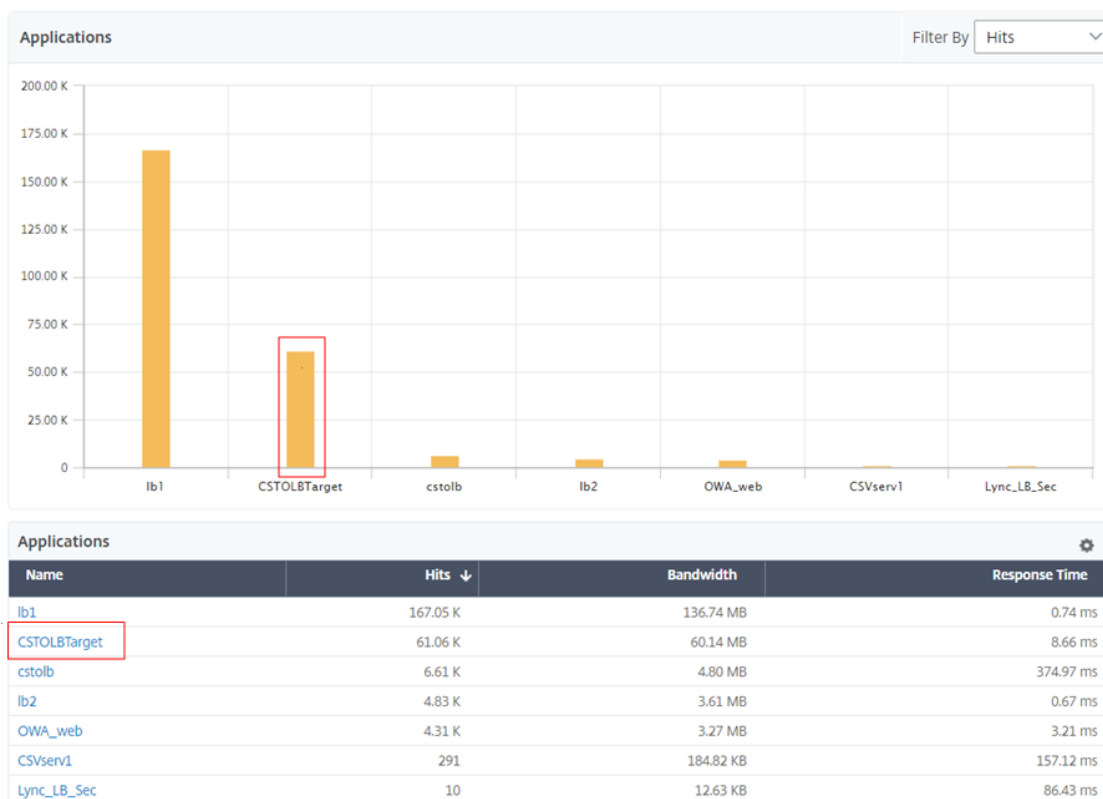 Applications Filter By Hits
200.00 K
175.00 K
150.00 K
125.00 K
100.00 K
75.00 K
50.00 K
25.00 K
0
lb1 CSTOLBTarget cstolb lb2 OWA_web CSVserv1 Lync_LB_Sec
Applications
Name Hits Bandwidth Response Time
lb1 167.05 K 136.74 MB 0.74 ms
CSTOLBTarget 61.06 K 60.14 MB 8.66 ms
cstolb 6.61 K 4.80 MB 374.97 ms
lb2 4.83 K 3.61 MB 0.67 ms
OWA_web 4.31 K 3.27 MB 3.21 ms
CSVserv1 291 184.82 KB 157.12 ms
Lync_LB_Sec 10 12.63 KB 86.43 ms